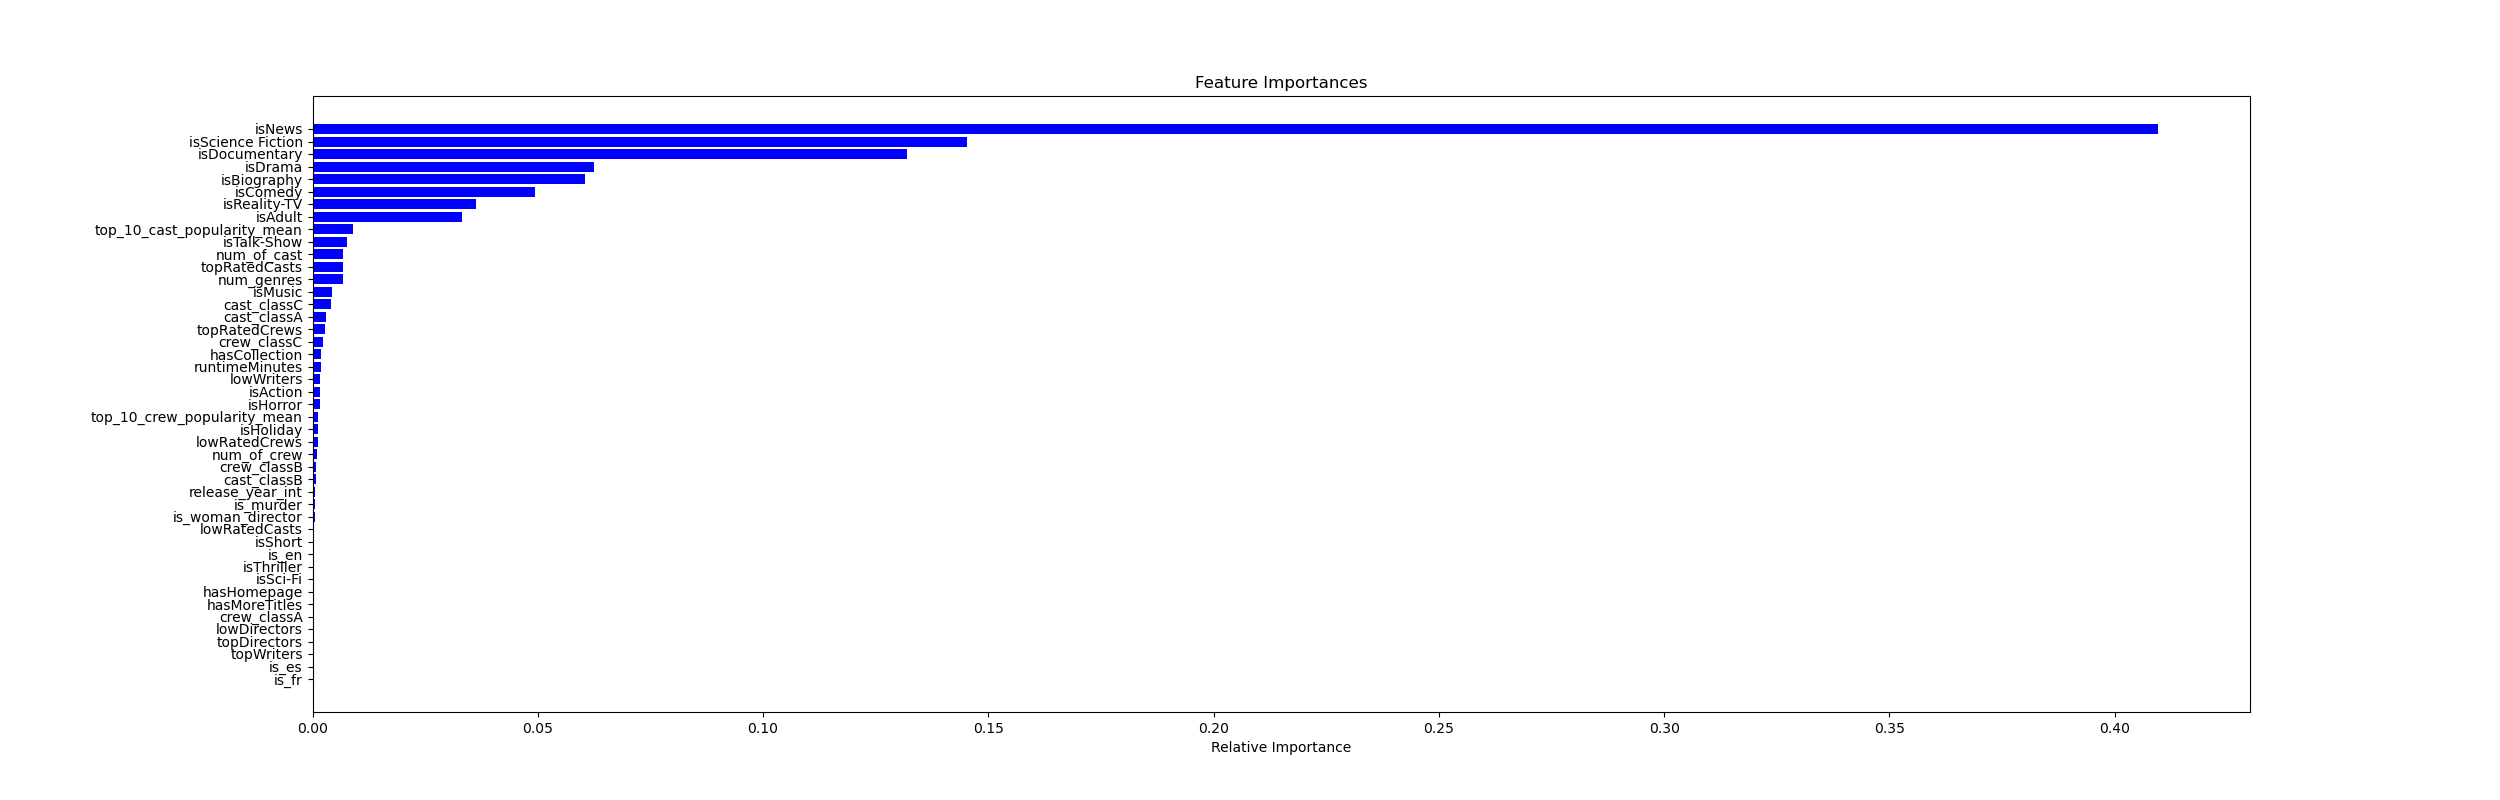 Feature Importances
isNews
isScience Fiction
isDocumentary
isDrama
isBiography
isComedy
isReality-TV
isAdult
top_10_cast_popularity_mean
isTalk-Show
num_of_cast
topRatedCasts
num_genres
isMusic
cast_classC
cast_classA
topRatedCrews
crew_classC
hasCollection
runtimeMinutes
lowWriters
isAction
isHorror
top_10_crew_popularity_mean
isHoliday
lowRatedCrews
num_of_crew
crew_classB
cast_classB
release_year_int
is_murder
is_woman_director
lowRatedCasts
isShort
is_en
isThriller
isSci-Fi
hasHomepage
hasMoreTitles
crew_classA
lowDirectors
topDirectors
topWriters
is_es
is_fr
0.00 0.05 0.10 0.15 0.20 0.25 0.30 0.35 0.40
Relative Importance